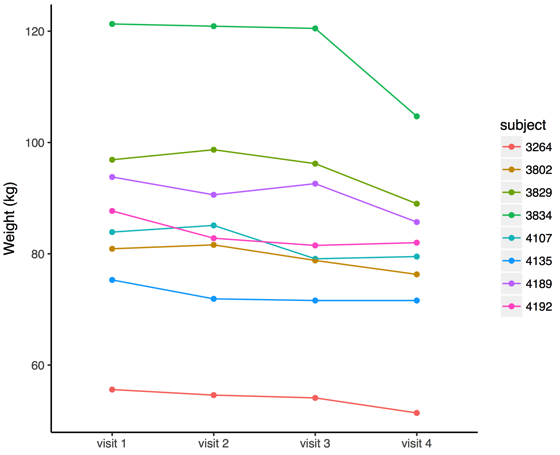 Weight (kg)
120
100
80
60
visit 1
visit 2
visit 3
visit 4
subject
3264
3802
3829
3834
4107
4135
4189
4192